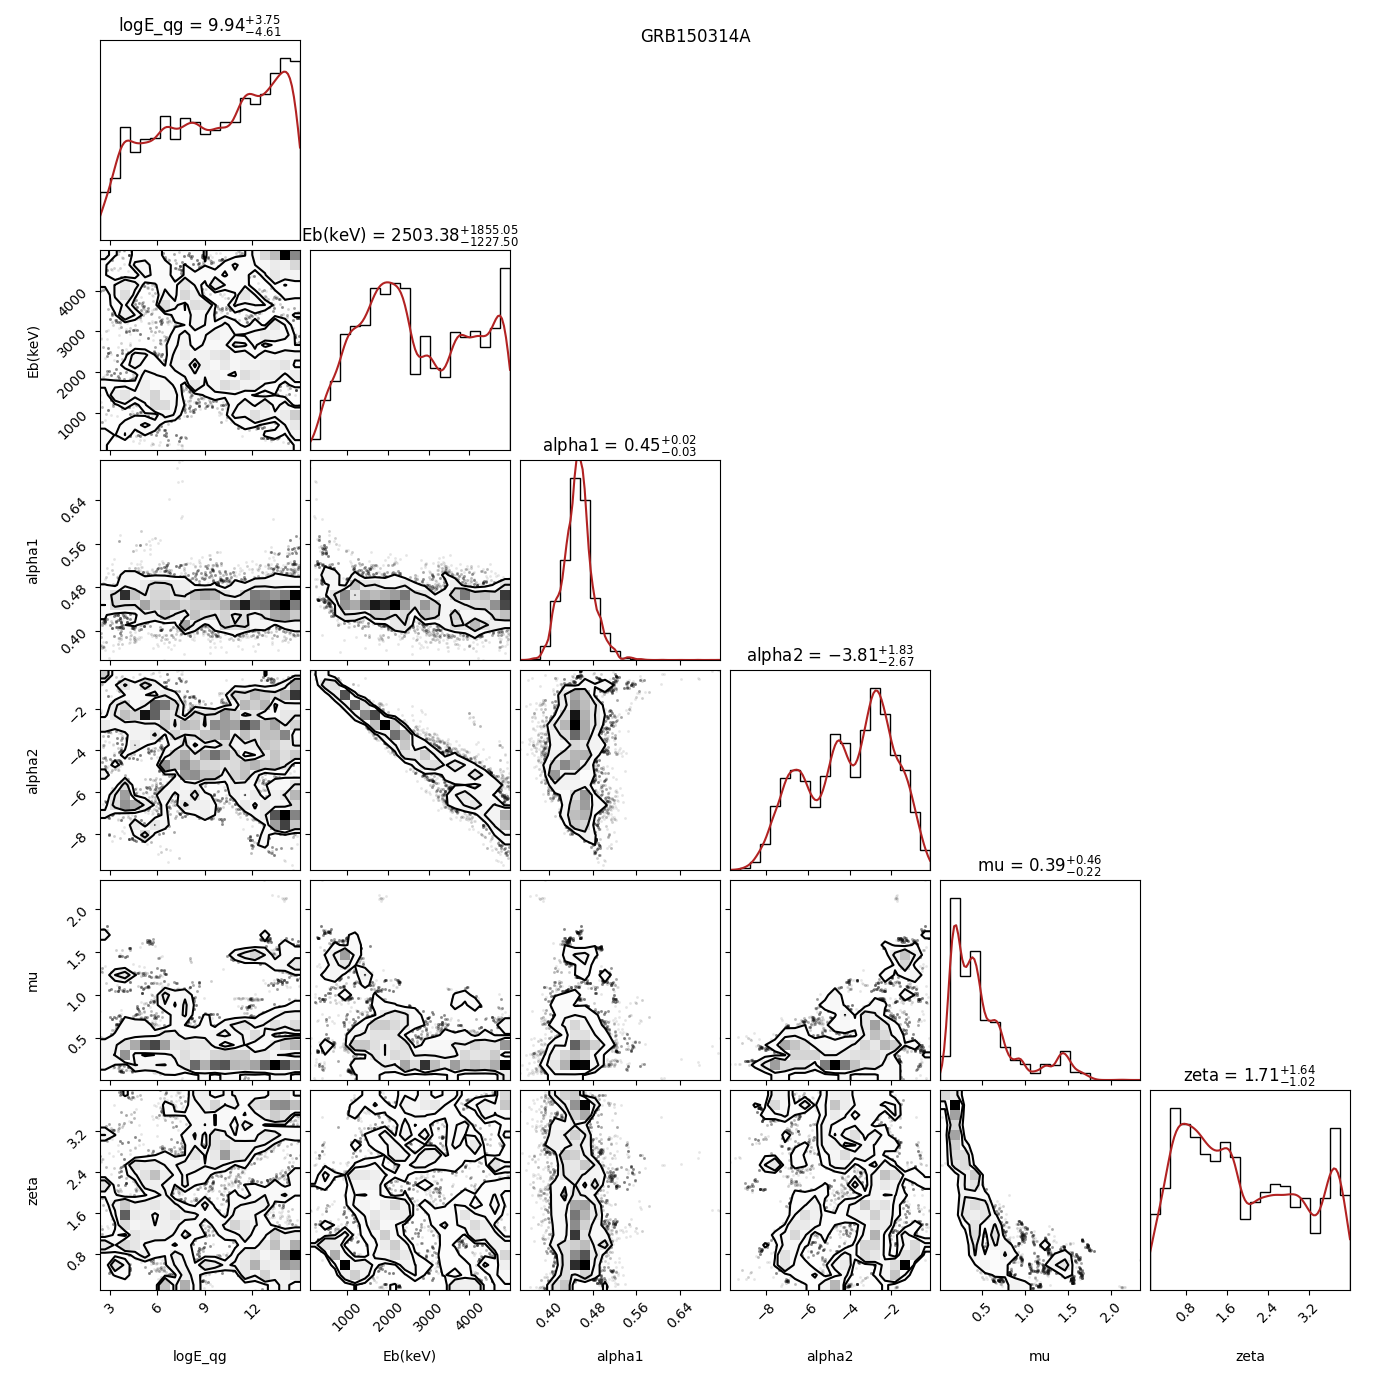 logE_qg = 9.94+3.75 −4.61
GRB150314A
Eb(keV) = 2503.38+1855.05 −1227.50
Eb(keV)
4000
3000
2000
1000
alpha1 = 0.45+0.02 −0.03
alpha1
0.64
0.56
0.48
0.40
alpha2 = −3.81+1.83 −2.67
alpha2
−2
−4
−6
−8
mu = 0.39+0.46 −0.22
mu
2.0
1.5
1.0
0.5
zeta = 1.71+1.64 −1.02
zeta
3.2
2.4
1.6
0.8
3 6 9 12 1000 2000 3000 4000 0.40 0.48 0.56 0.64 −8 −6 −4 −2 0.5 1.0 1.5 2.0 0.8 1.6 2.4 3.2
logE_qg Eb(keV) alpha1 alpha2 mu zeta